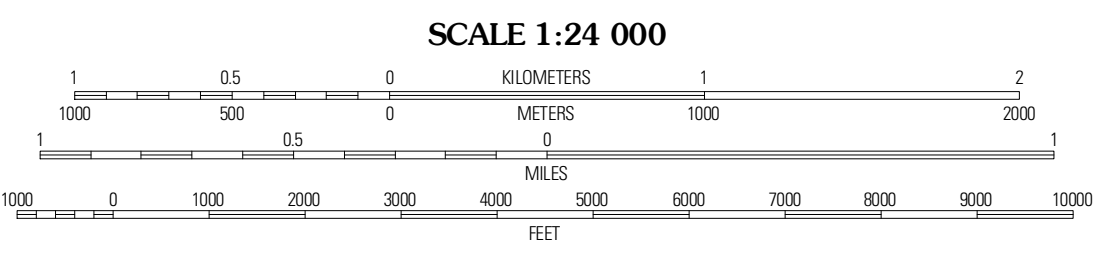 SCALE 1:24 000
1 0.5 0 KILOMETERS 1 2
1000 500 0 METERS 1000 2000
1 0.5 0 1
MILES
1000 0 1000 2000 3000 4000 5000 6000 7000 8000 9000 10000
FEET